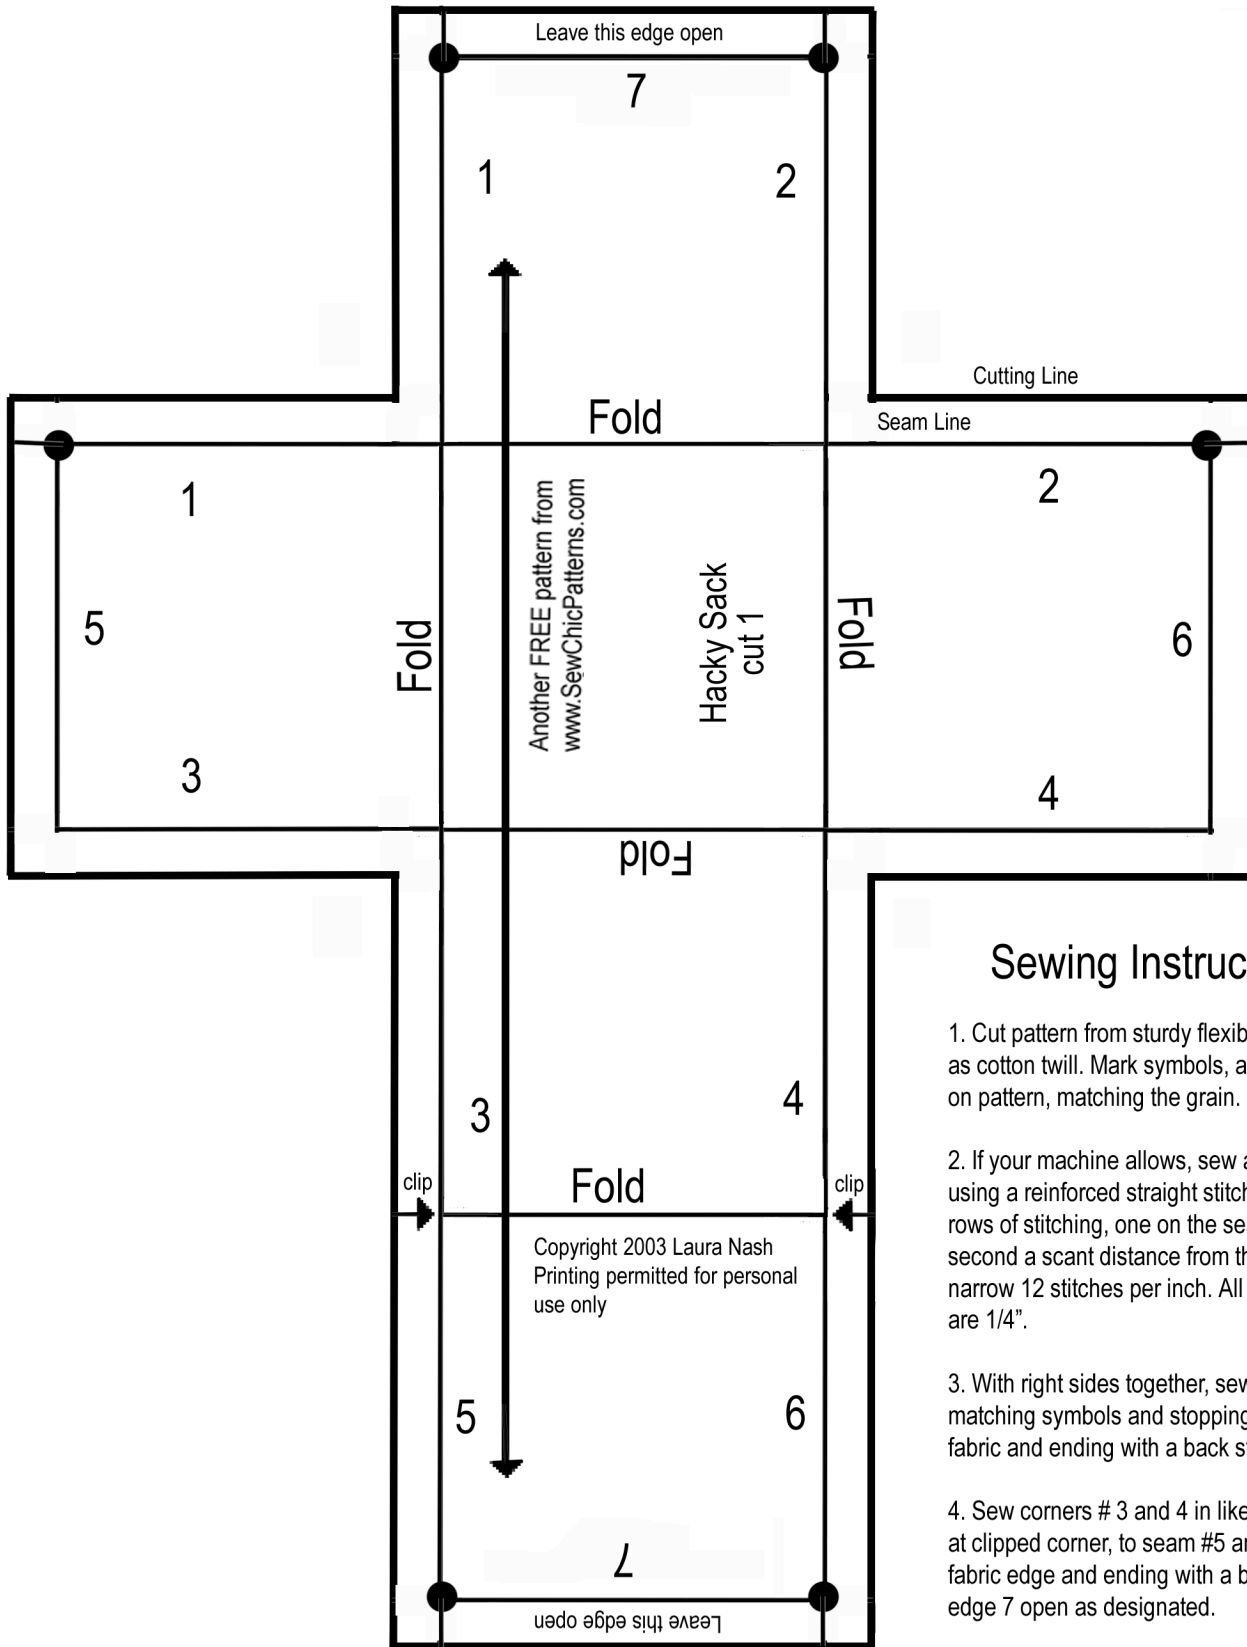 Leave this edge open
7
1
2
Cutting Line
Fold
Seam Line
1
2
Another FREE pattern from
www.SewChicPatterns.com
Hacky Sack
cut 1
Fold
Fold
5
6
3
4
Fold
3
4
clip
Fold
clip
Copyright 2003 Laura Nash
Printing permitted for personal
use only
5
6
7
Leave this edge open
Sewing Instruc
1. Cut pattern from sturdy flexib
as cotton twill. Mark symbols, a
on pattern, matching the grain.
2. If your machine allows, sew a
using a reinforced straight stitch
rows of stitching, one on the sea
second a scant distance from th
narrow 12 stitches per inch. All
are 1/4”.
3. With right sides together, sew
matching symbols and stopping
fabric and ending with a back st
4. Sew corners # 3 and 4 in like
at clipped corner, to seam #5 an
fabric edge and ending with a b
edge 7 open as designated.